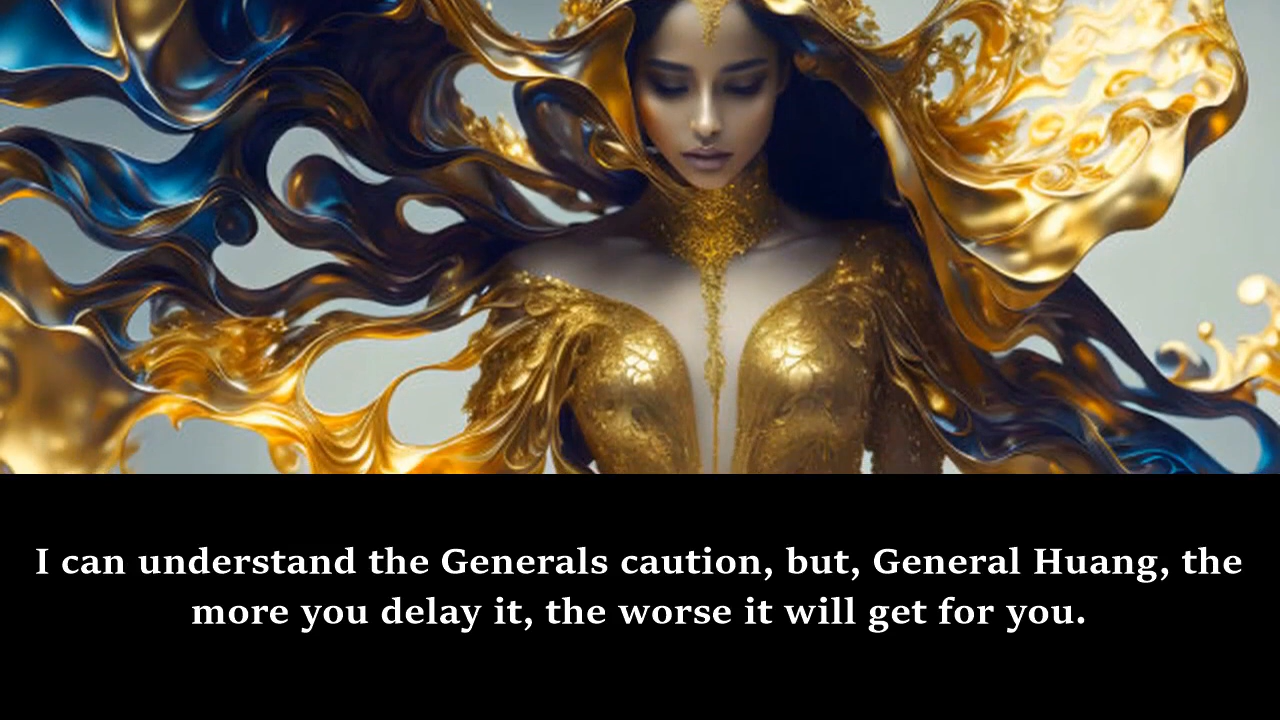 I can understand the Generals caution, but, General Huang, the
more you delay it, the worse it will get for you.